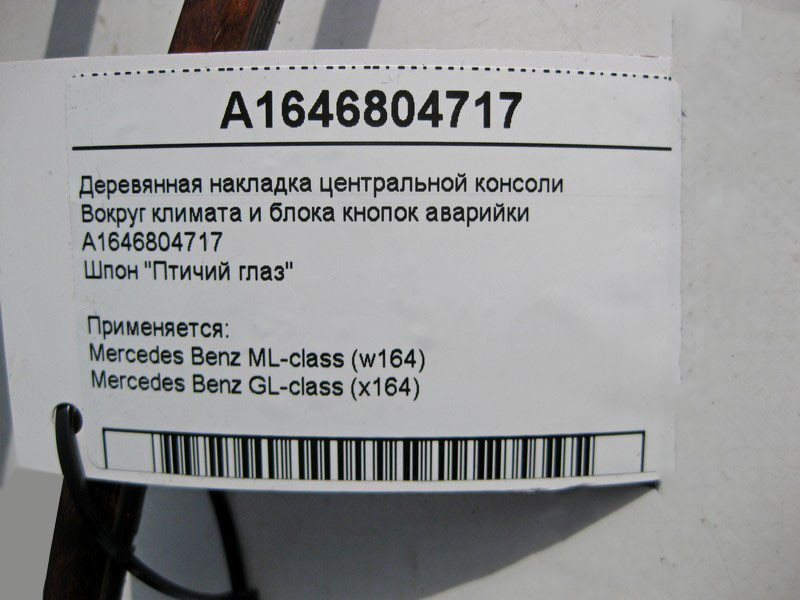 A1646804717
Деревянная накладка центральной консоли
Вокруг климата и блока кнопок аварийки
А1646804717
Шпон "Птичий глаз"
Применяется:
Mercedes Benz ML-class (w164)
Mercedes Benz GL-class (x164)